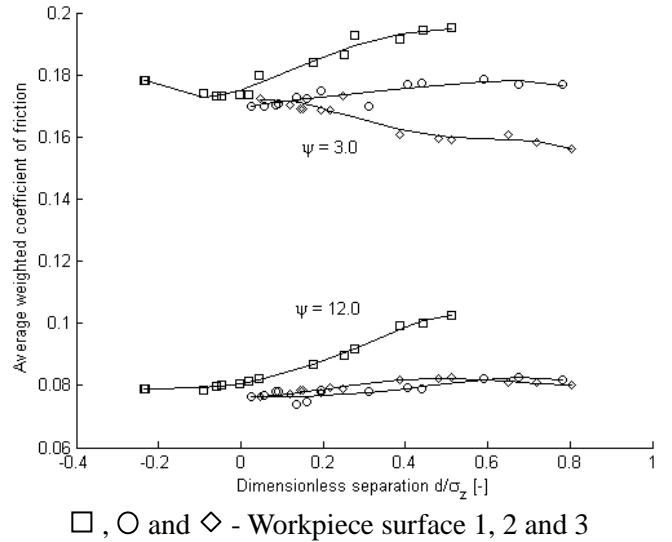 0.2
0.18
0.16
0.14
0.12
0.1
0.08
0.06
Average weighted coefficient of friction
ψ = 3.0
ψ = 12.0
-0.4 -0.2 0 0.2 0.4 0.6 0.8 1
Dimensionless separation d/σz [-]
□ , ○ and ◇ - Workpiece surface 1, 2 and 3